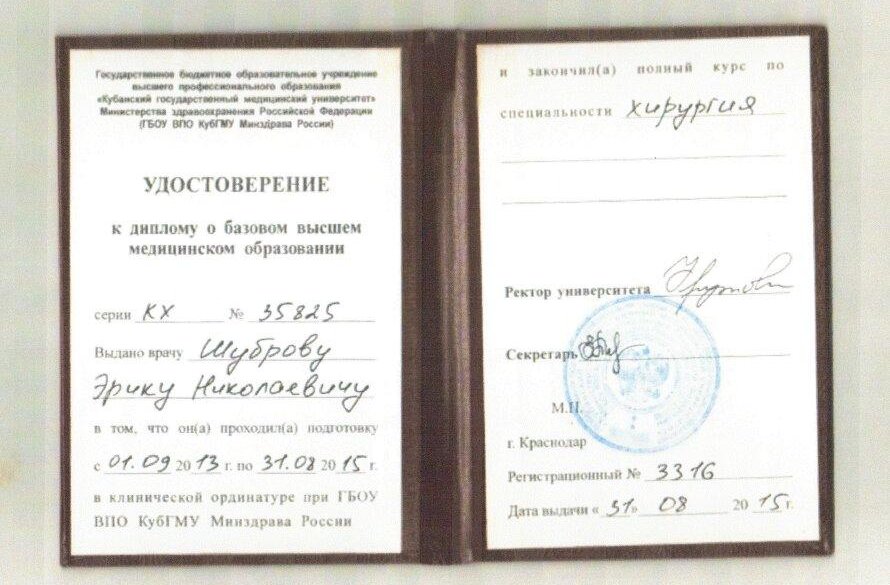 Государственное бюджетное образовательное учреждение
высшего профессионального образования
«Кубанский государственный медицинский университет»
Министерства здравоохранения Российской Федерации
(ГБОУ ВПО КубГМУ Минздрава России)
УДОСТОВЕРЕНИЕ
к диплому о базовом высшем
медицинском образовании
серии КХ № 35825
Выдано врачу Шуброву
Эрику Николаевичу
в том, что он(а) проходил(а) подготовку
с 01.09 2013 г. по 31.08 2015 г.
в клинической ординатуре при ГБОУ
ВПО КубГМУ Минздрава России
и закончил(а) полный курс по
специальности хирургия
Ректор университета
Секретарь
М.П.
г. Краснодар
Регистрационный № 3316
Дата выдачи « 31» 08 2015 г.